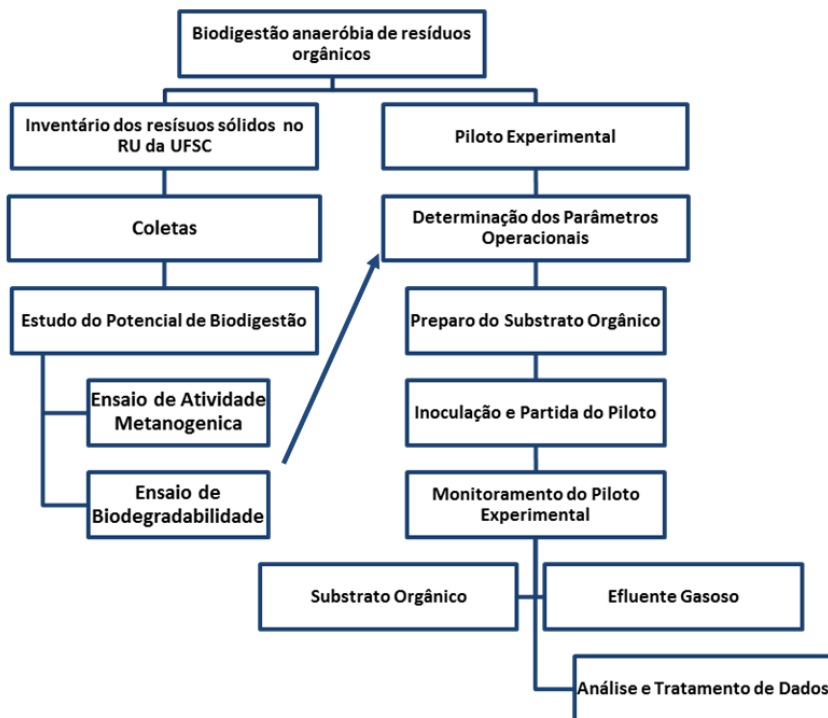 Biodigestão anaeróbia de resíduos
orgânicos
Inventário dos resísuos sólidos no
RU da UFSC
Coletas
Estudo do Potencial de Biodigestão
Ensaio de Atividade
Metanogenica
Ensaio de
Biodegradabilidade
Piloto Experimental
Determinação dos Parâmetros
Operacionais
Preparo do Substrato Orgânico
Inoculação e Partida do Piloto
Monitoramento do Piloto
Experimental
Substrato Orgânico
Efluente Gasoso
Análise e Tratamento de Dados